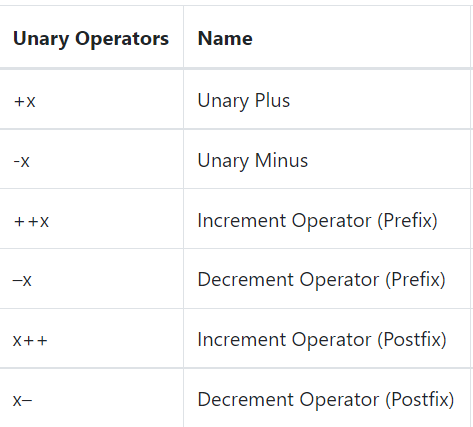 Unary Operators Name
+x Unary Plus
-x Unary Minus
++x Increment Operator (Prefix)
–x Decrement Operator (Prefix)
x++ Increment Operator (Postfix)
x– Decrement Operator (Postfix)